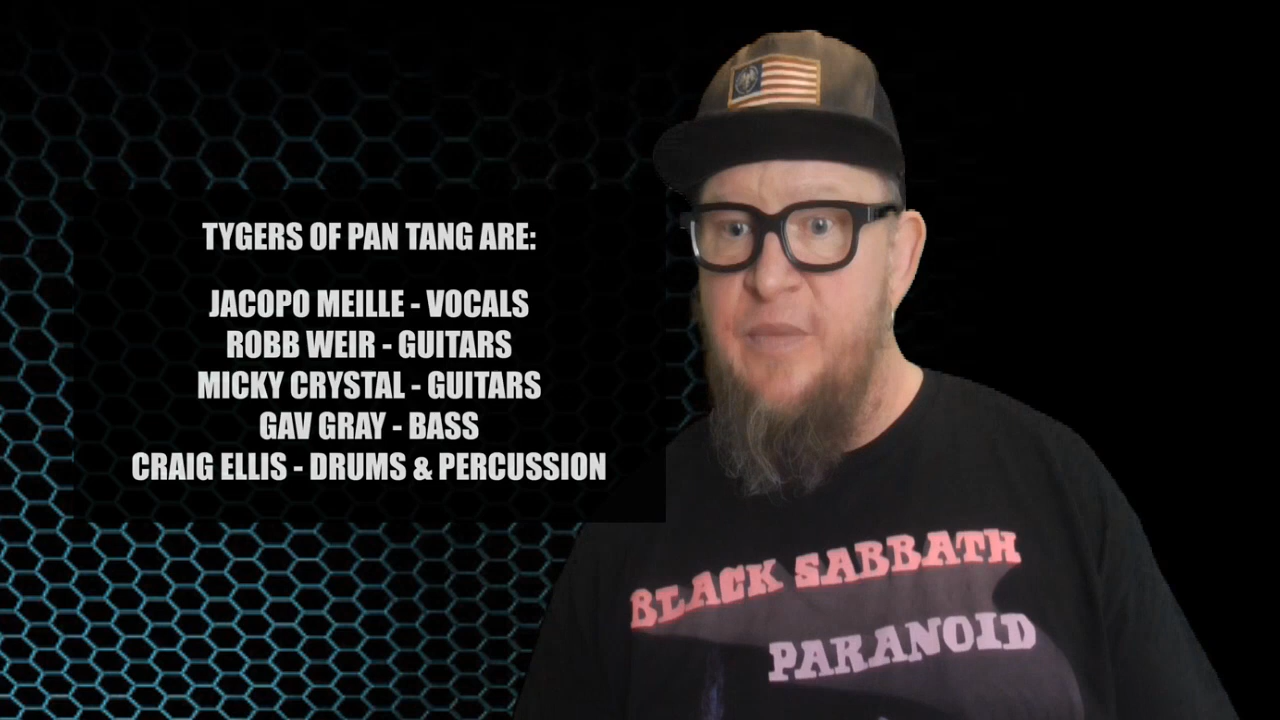 TYGERS OF PAN TANG ARE:
JACOPO MEILLE - VOCALS
ROBB WEIR - GUITARS
MICKY CRYSTAL - GUITARS
GAV GRAY - BASS
CRAIG ELLIS - DRUMS & PERCUSSION
BLACK SABBATH
PARANOID